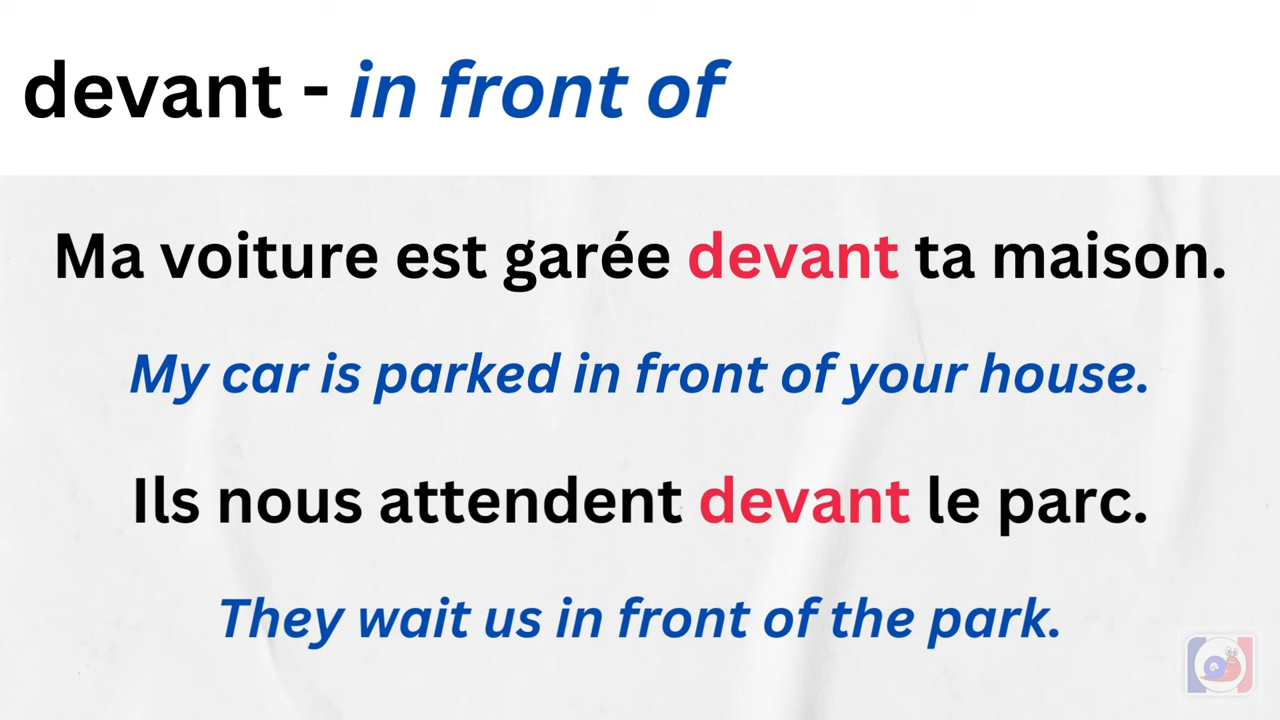 devant - in front of
Ma voiture est garée devant ta maison.
My car is parked in front of your house.
Ils nous attendent devant le parc.
They wait us in front of the park.